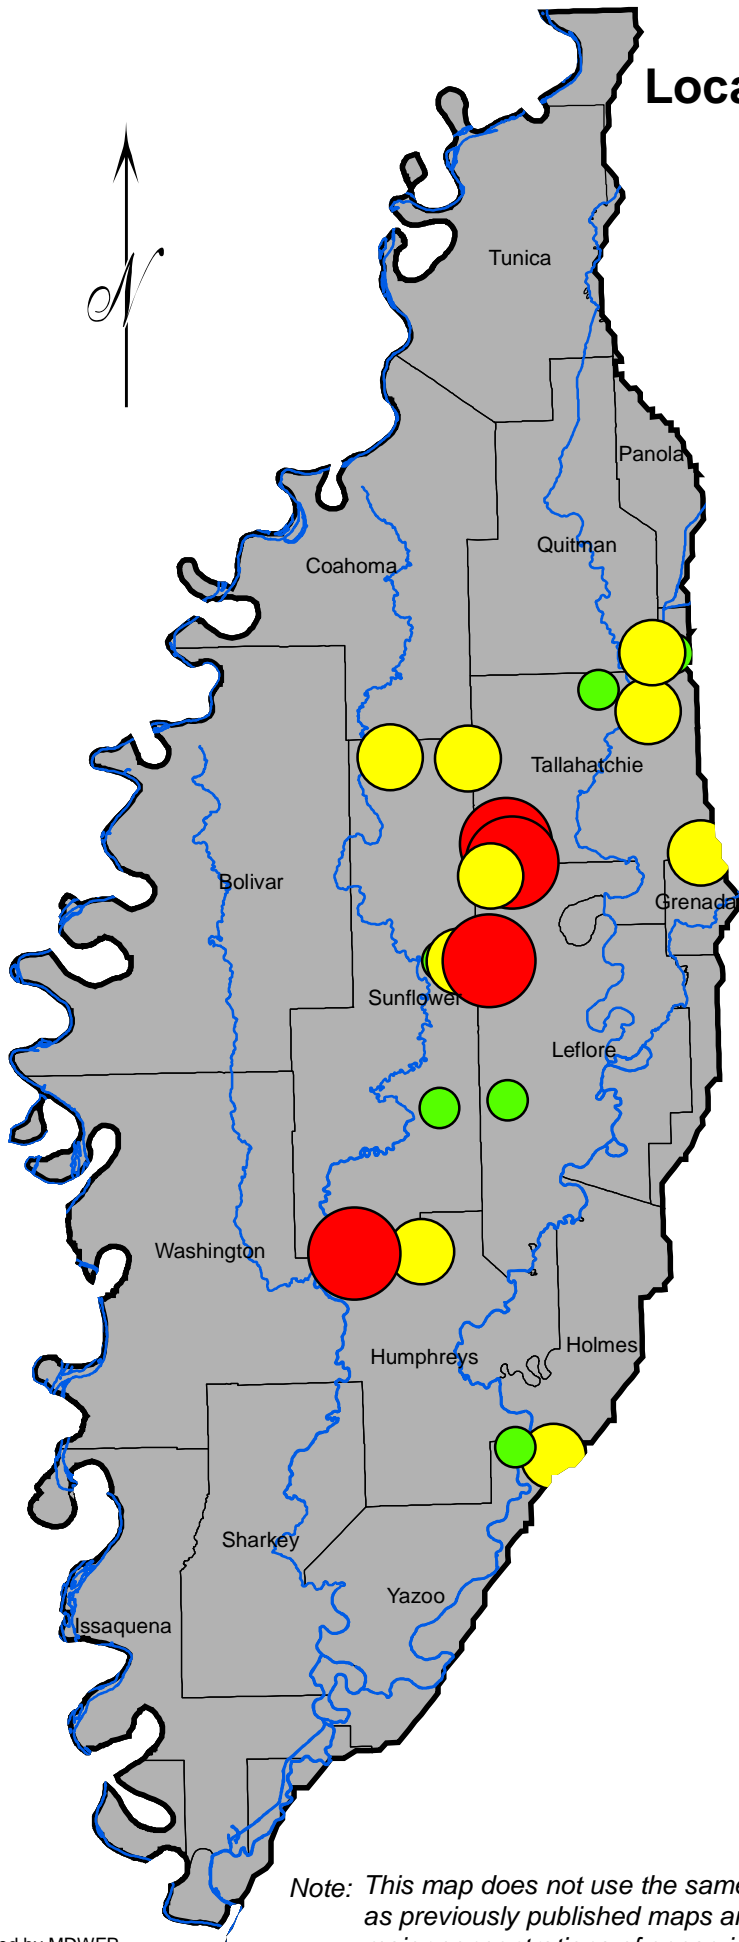 Loca
N
Tunica
Panola
Quitman
Coahoma
Tallahatchie
Bolivar
Grenada
Sunflower
Leflore
Washington
Holmes
Humphreys
Sharkey
Yazoo
Issaquena
Note: This map does not use the same
as previously published maps an